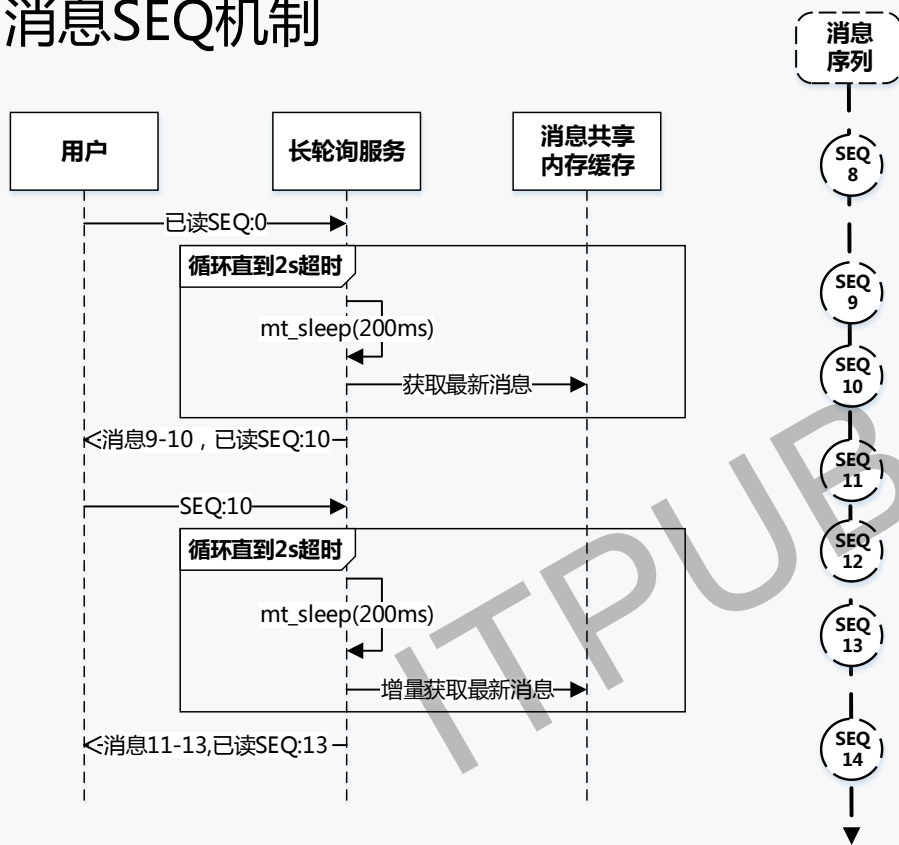 消息SEQ机制
消息
序列
用户
长轮询服务
消息共享
内存缓存
SEQ
8
已读SEQ:0
循环直到2s超时
mt_sleep(200ms)
SEQ
9
获取最新消息
SEQ
10
消息9-10，已读SEQ:10
SEQ
11
SEQ:10
循环直到2s超时
SEQ
12
mt_sleep(200ms)
SEQ
13
增量获取最新消息
消息11-13,已读SEQ:13
SEQ
14
ITPUB